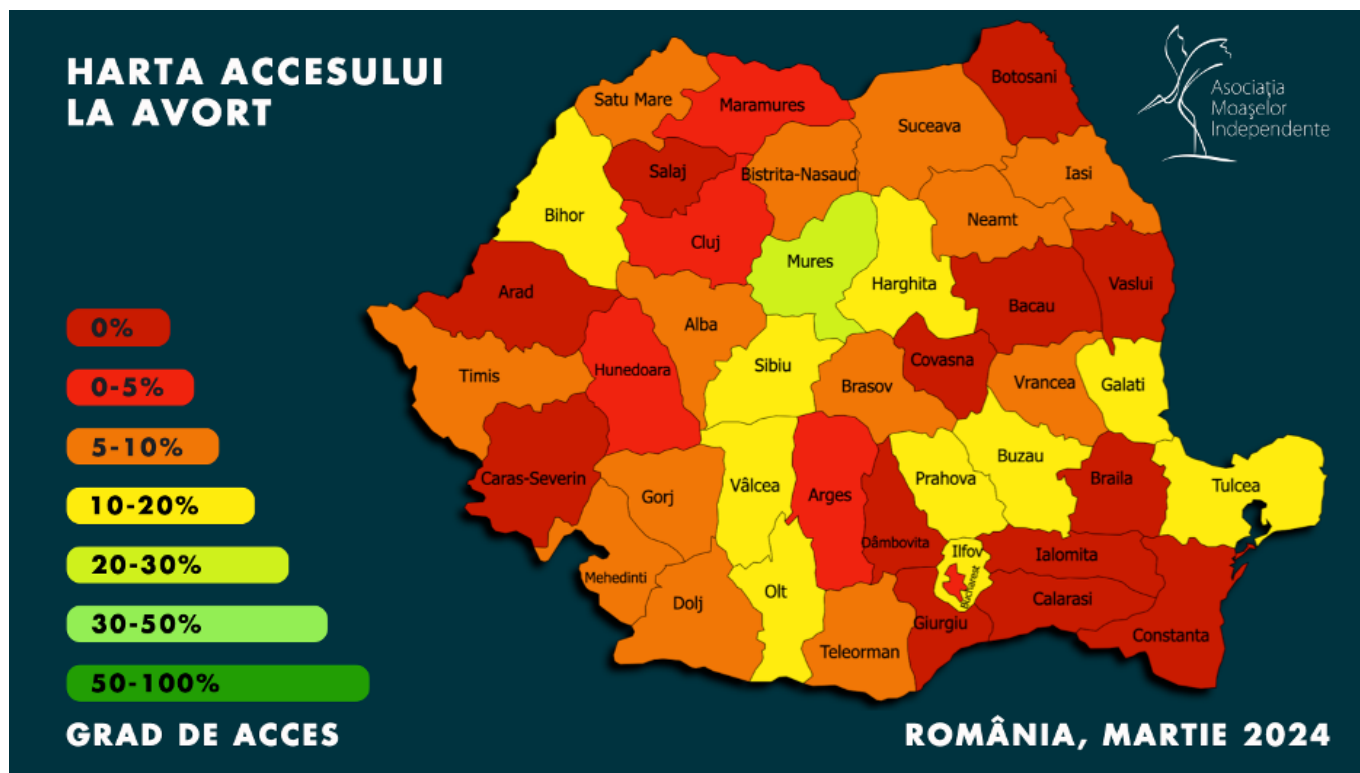 HARTA ACCESULUI
LA AVORT
Asociația
Moașelor
Independente
Botosani
Satu Mare
Maramures
Suceava
Salaj
Bistrita-Nasaud
Iasi
Bihor
Cluj
Neamt
Mures
Harghita
Arad
Bacau
Vaslui
Alba
Timis
Hunedoara
Sibiu
Brasov
Covasna
Vrancea
Galati
Caras-Severin
Gorj
Vâlcea
Arges
Prahova
Buzau
Braila
Tulcea
Dâmbovita
Ilfov
Bucharest
Ialomita
Mehedinti
Dolj
Olt
Calarasi
Giurgiu
Teleorman
Constanta
0%
0-5%
5-10%
10-20%
20-30%
30-50%
50-100%
GRAD DE ACCES
ROMÂNIA, MARTIE 2024